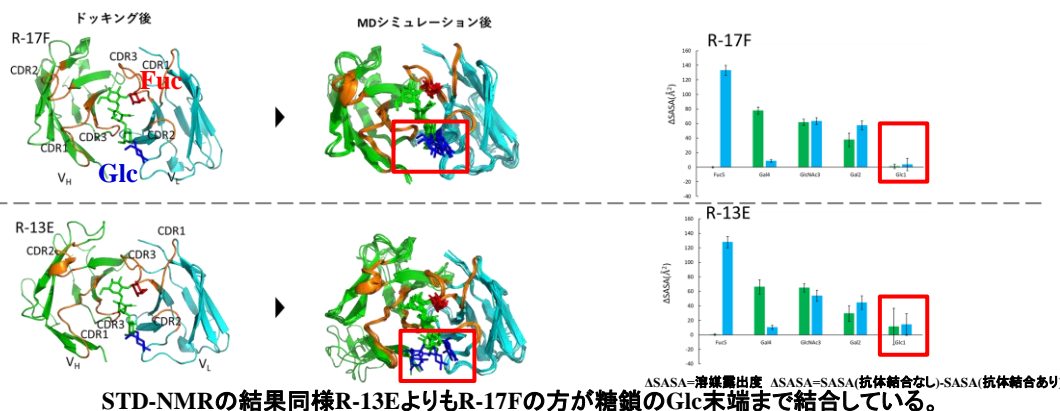 ドッキング後
MDシミュレーション後
R-17F
CDR2
CDR3
CDR1
Fuc
CDR3
CDR2
CDR1
Glc
VH
VL
R-17F
ΔSASA(Å²)
160
140
120
100
80
60
40
20
0
-20
-40
Fuc5
Gal4
GlcNAc3
Gal2
Glc1
R-13E
CDR2
CDR3
CDR1
CDR3
CDR2
CDR1
VH
VL
R-13E
ΔSASA(Å²)
160
140
120
100
80
60
40
20
0
-20
-40
Fuc5
Gal4
GlcNAc3
Gal2
Glc1
ΔSASA=溶媒露出度 ΔSASA=SASA(抗体結合なし)-SASA(抗体結合あり)
STD-NMRの結果同様R-13EよりもR-17Fの方が糖鎖のGlc末端まで結合している。